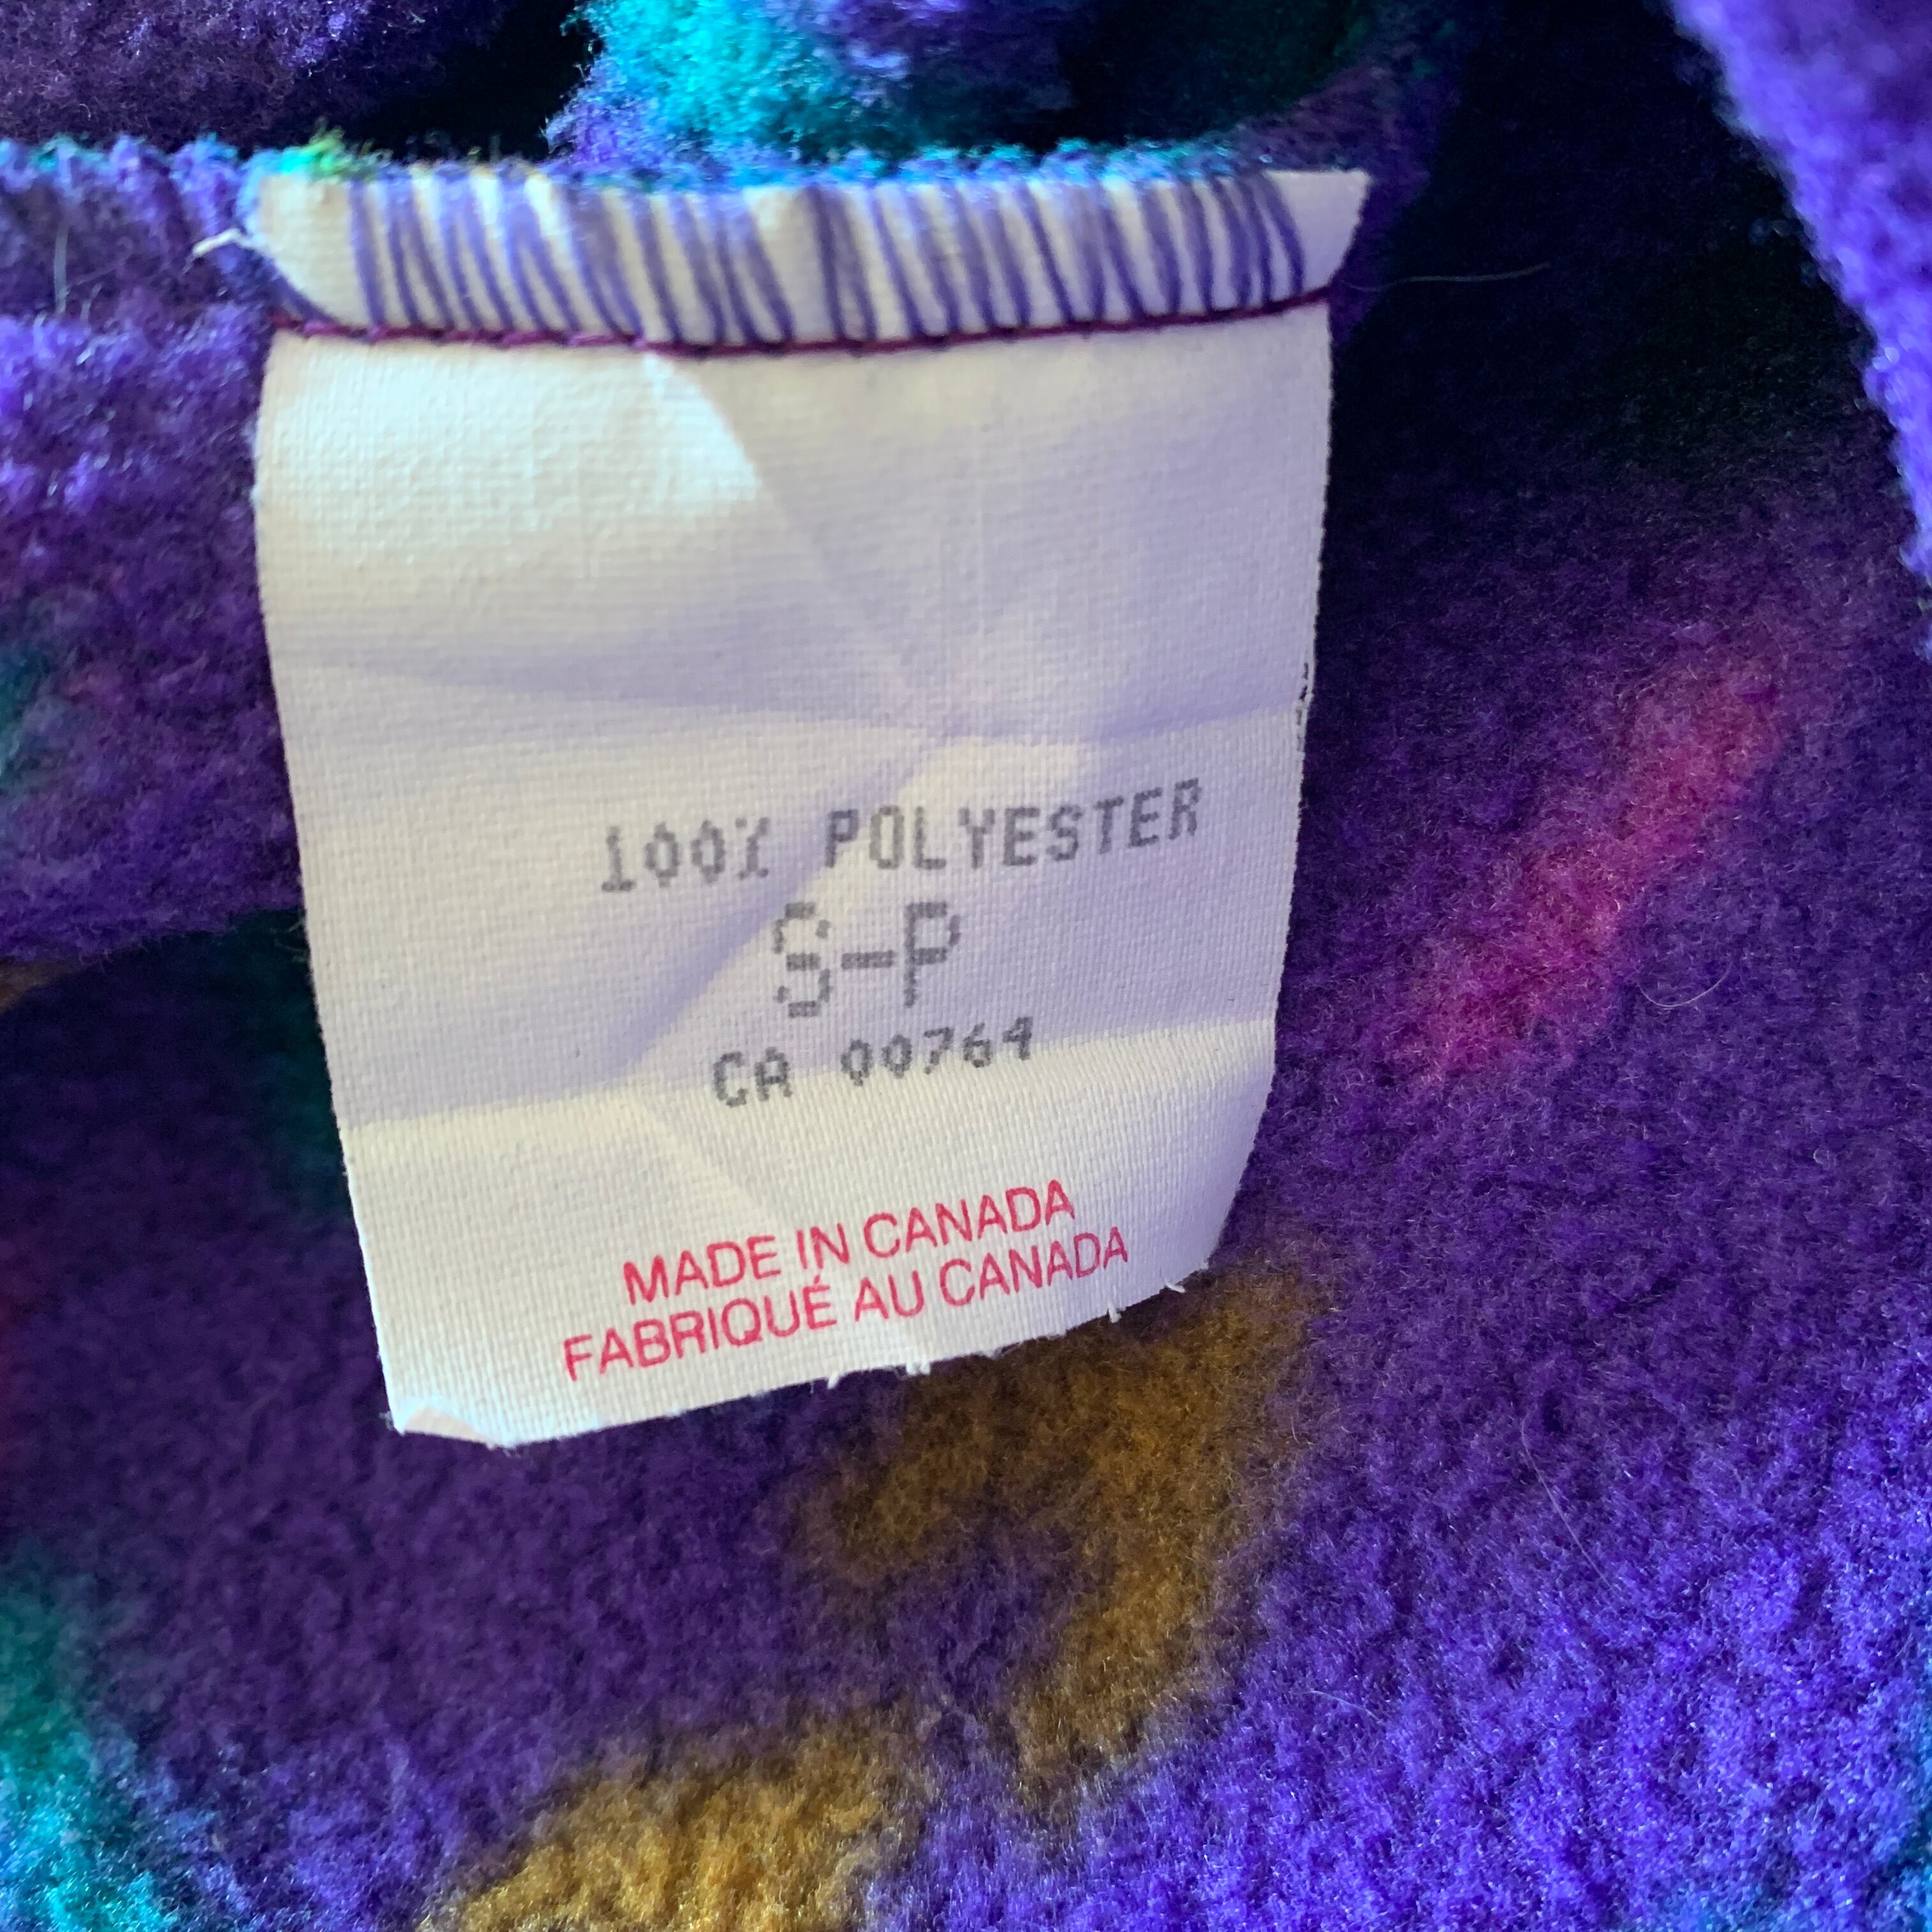 100% POLYESTER
S-P
CA 00764
MADE IN CANADA
FABRIQUÉ AU CANADA